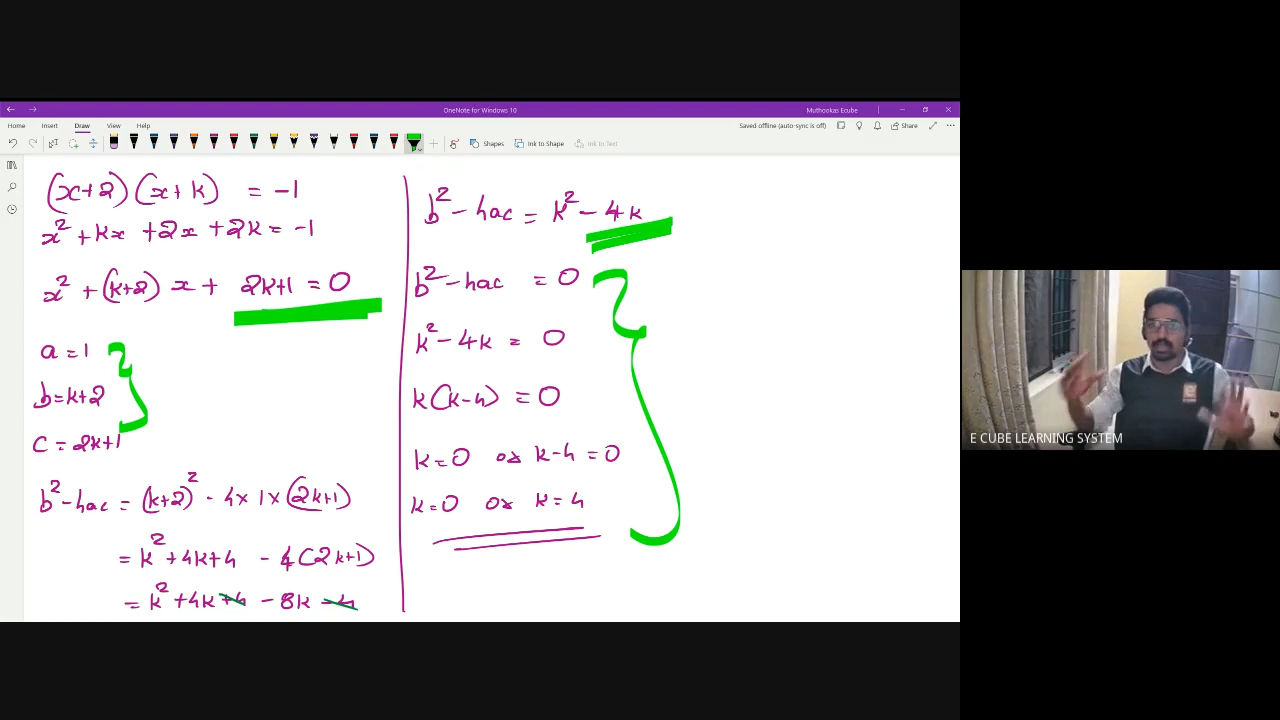 OneNote for Windows 10
Muthookas Ecube
Home Insert Draw View Help
Saved offline (auto-sync is off) Share
Shapes Ink to Shape Ink to Text
(x+2)(x+k) = -1
x² + kx + 2x + 2k = -1
x² + (k+2) x + 2k+1 = 0
a = 1
b = k+2
c = 2k+1
b² - 4ac = (k+2)² - 4 × 1 × (2k+1)
= k² + 4k + 4 - 4(2k+1)
= k² + 4k + 4 - 8k - 4
b² - 4ac = k² - 4k
b² - 4ac = 0
k² - 4k = 0
k(k-4) = 0
k = 0 or k-4 = 0
k = 0 or k = 4
E CUBE LEARNING SYSTEM